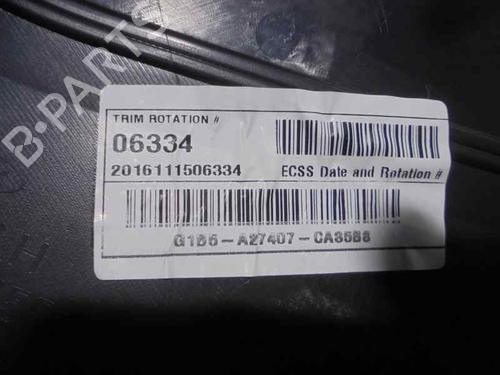 B-PARTS
TRIM ROTATION #
06334
2016111506334
ECSS Date and Rotation #
G1B5-A27407-CA35B8